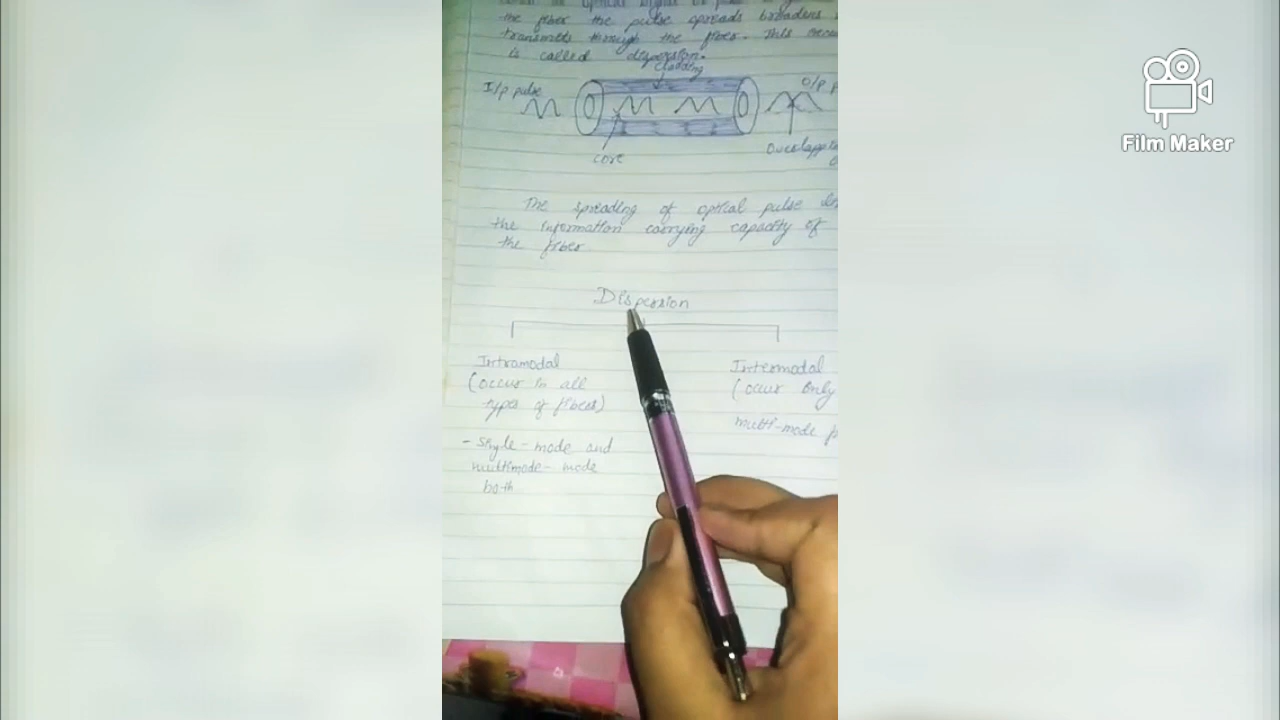 the fiber the pulse spreads broadens
transmits through the fiber. This
is called dispersion.
cladding
I/p pulse
O/p p
core
The spreading of optical pulse
the information carrying capacity of
the fiber
Dispersion
Intramodal
(occur in all
type of fiber)
Intermodal
(occur only
multi-mode
- Single-mode and
multimode-mode
both
Film Maker